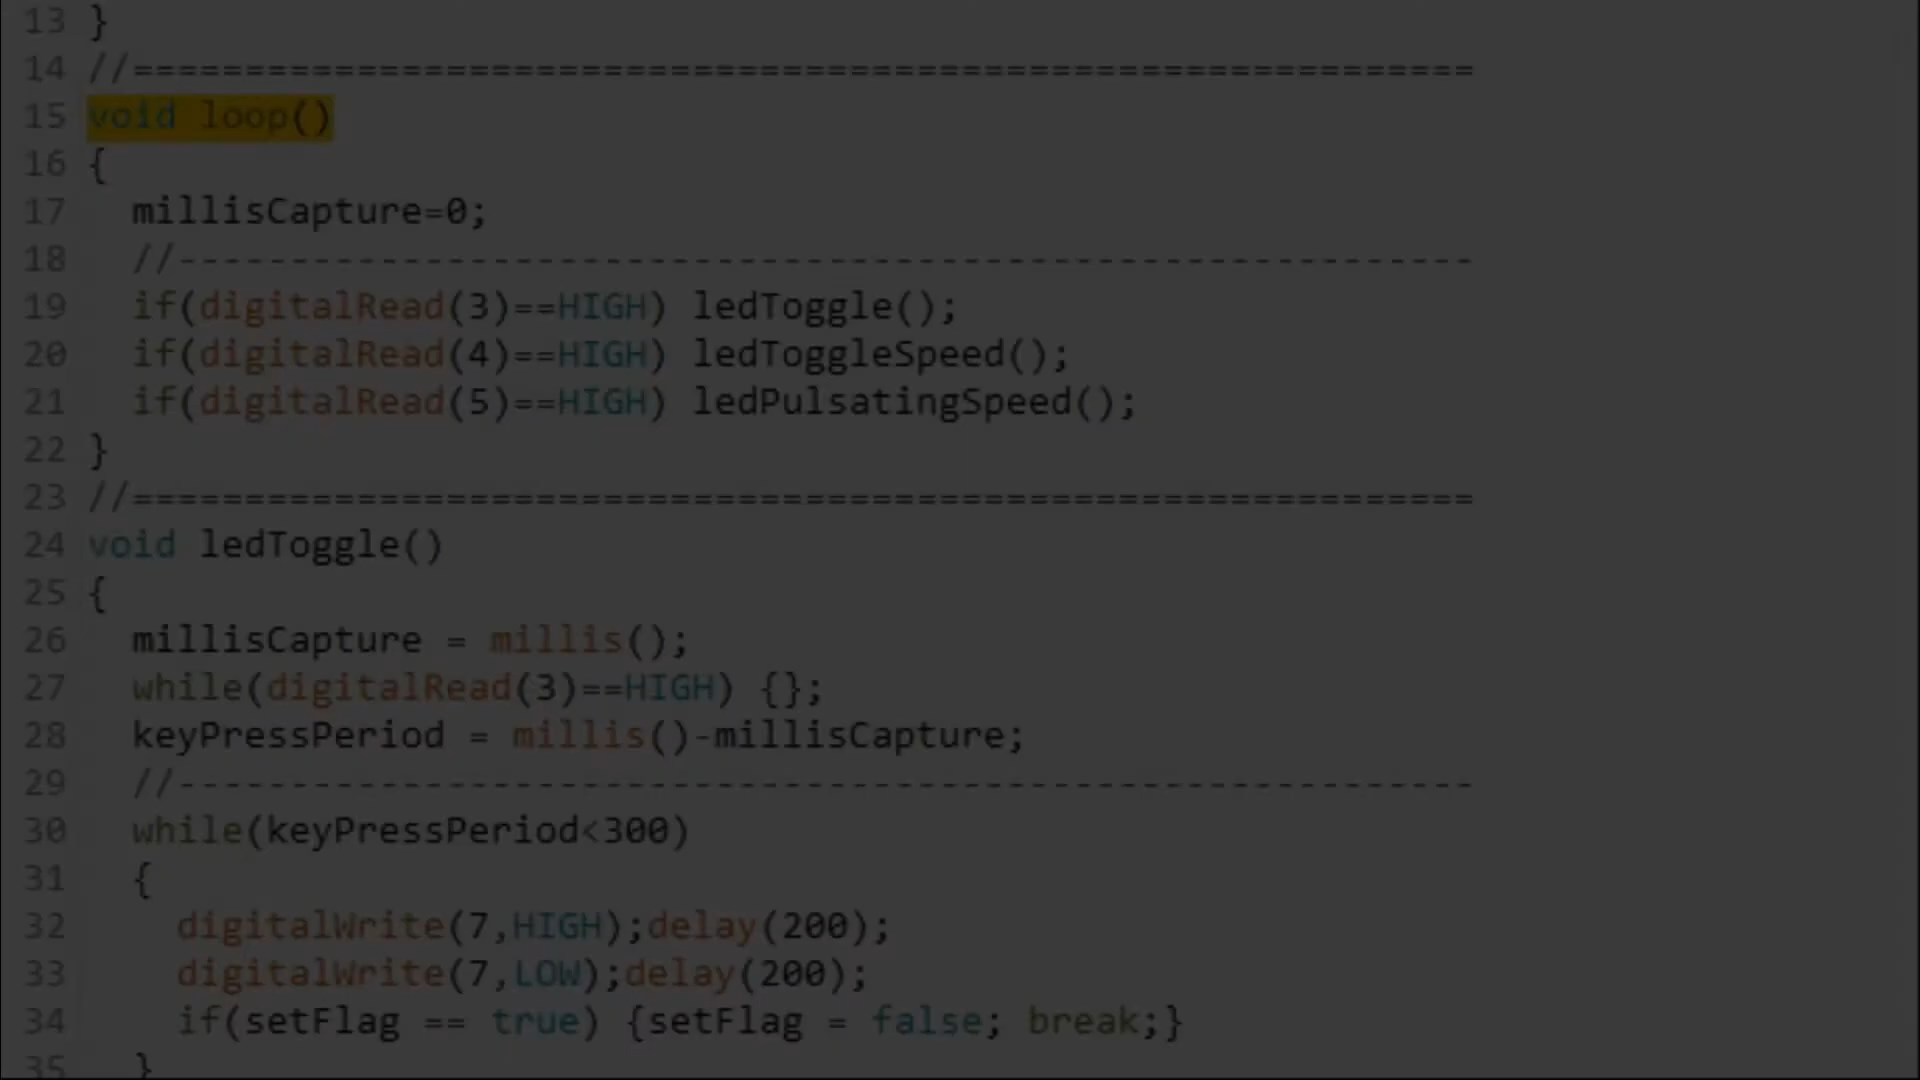 13 }
14 //============================================================
15 void loop()
16 {
17 millisCapture=0;
18 //----------------------------------------------------------
19 if(digitalRead(3)==HIGH) ledToggle();
20 if(digitalRead(4)==HIGH) ledToggleSpeed();
21 if(digitalRead(5)==HIGH) ledPulsatingSpeed();
22 }
23 //============================================================
24 void ledToggle()
25 {
26 millisCapture = millis();
27 while(digitalRead(3)==HIGH) {};
28 keyPressPeriod = millis()-millisCapture;
29 //----------------------------------------------------------
30 while(keyPressPeriod<300)
31 {
32 digitalWrite(7,HIGH);delay(200);
33 digitalWrite(7,LOW);delay(200);
34 if(setFlag == true) {setFlag = false; break;}
35 }